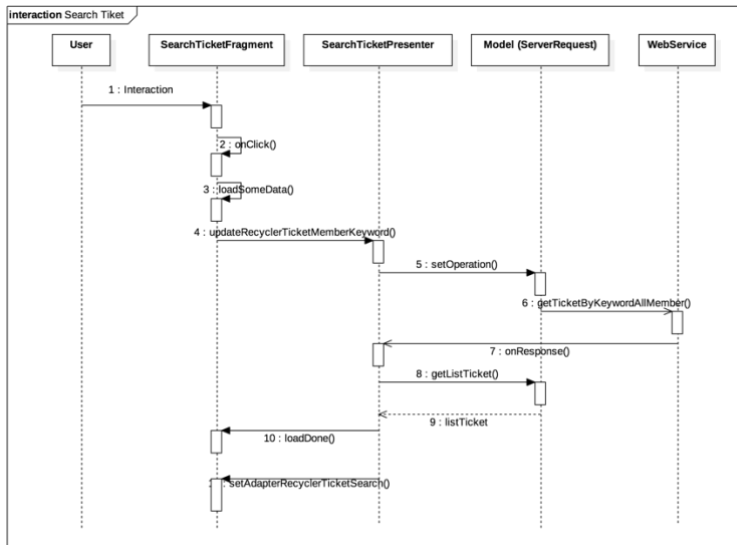 interaction Search Tiket
User
SearchTicketFragment
SearchTicketPresenter
Model (ServerRequest)
WebService
1 : Interaction
2 : onClick()
3 : loadSomeData()
4 : updateRecyclerTicketMemberKeyword()
5 : setOperation()
6 : getTicketByKeywordAllMember()
7 : onResponse()
8 : getListTicket()
9 : listTicket
10 : loadDone()
setAdapterRecyclerTicketSearch()